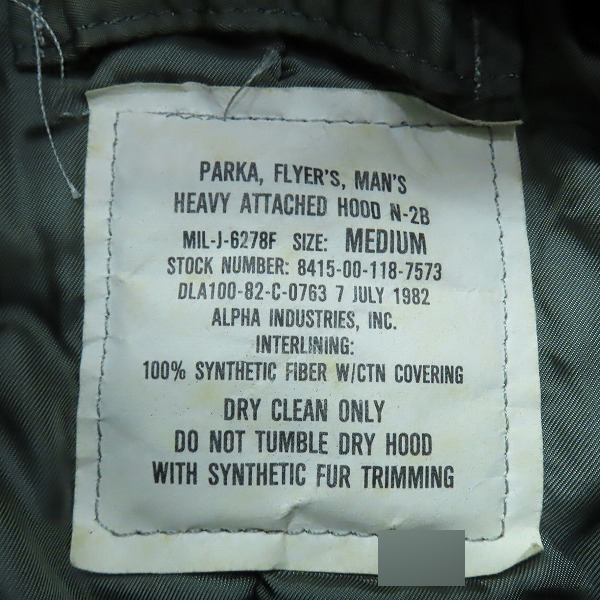 PARKA, FLYER'S, MAN'S
HEAVY ATTACHED HOOD N-2B
MIL-J-6278F SIZE: MEDIUM
STOCK NUMBER: 8415-00-118-7573
DLA100-82-C-0763 7 JULY 1982
ALPHA INDUSTRIES, INC.
INTERLINING:
100% SYNTHETIC FIBER W/CTN COVERING
DRY CLEAN ONLY
DO NOT TUMBLE DRY HOOD
WITH SYNTHETIC FUR TRIMMING